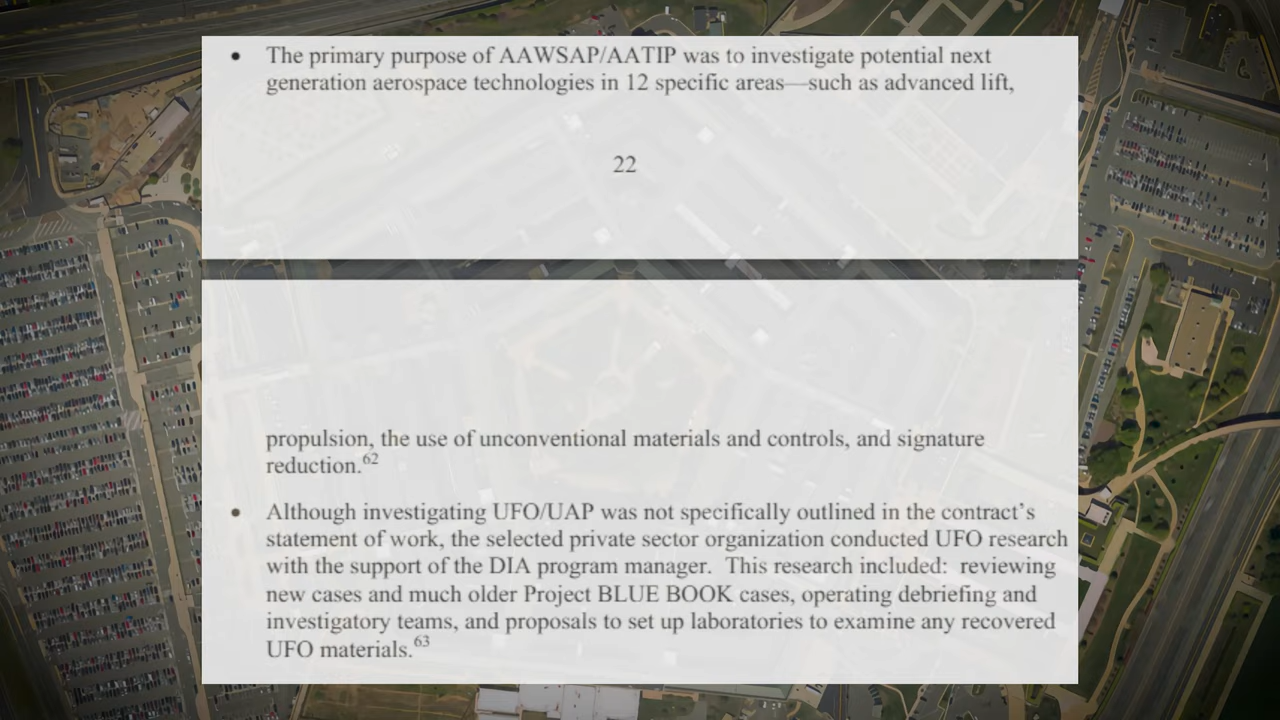 • The primary purpose of AAWSAP/AATIP was to investigate potential next
generation aerospace technologies in 12 specific areas—such as advanced lift,
22
propulsion, the use of unconventional materials and controls, and signature
reduction.62
• Although investigating UFO/UAP was not specifically outlined in the contract's
statement of work, the selected private sector organization conducted UFO research
with the support of the DIA program manager.  This research included:  reviewing
new cases and much older Project BLUE BOOK cases, operating debriefing and
investigatory teams, and proposals to set up laboratories to examine any recovered
UFO materials.63